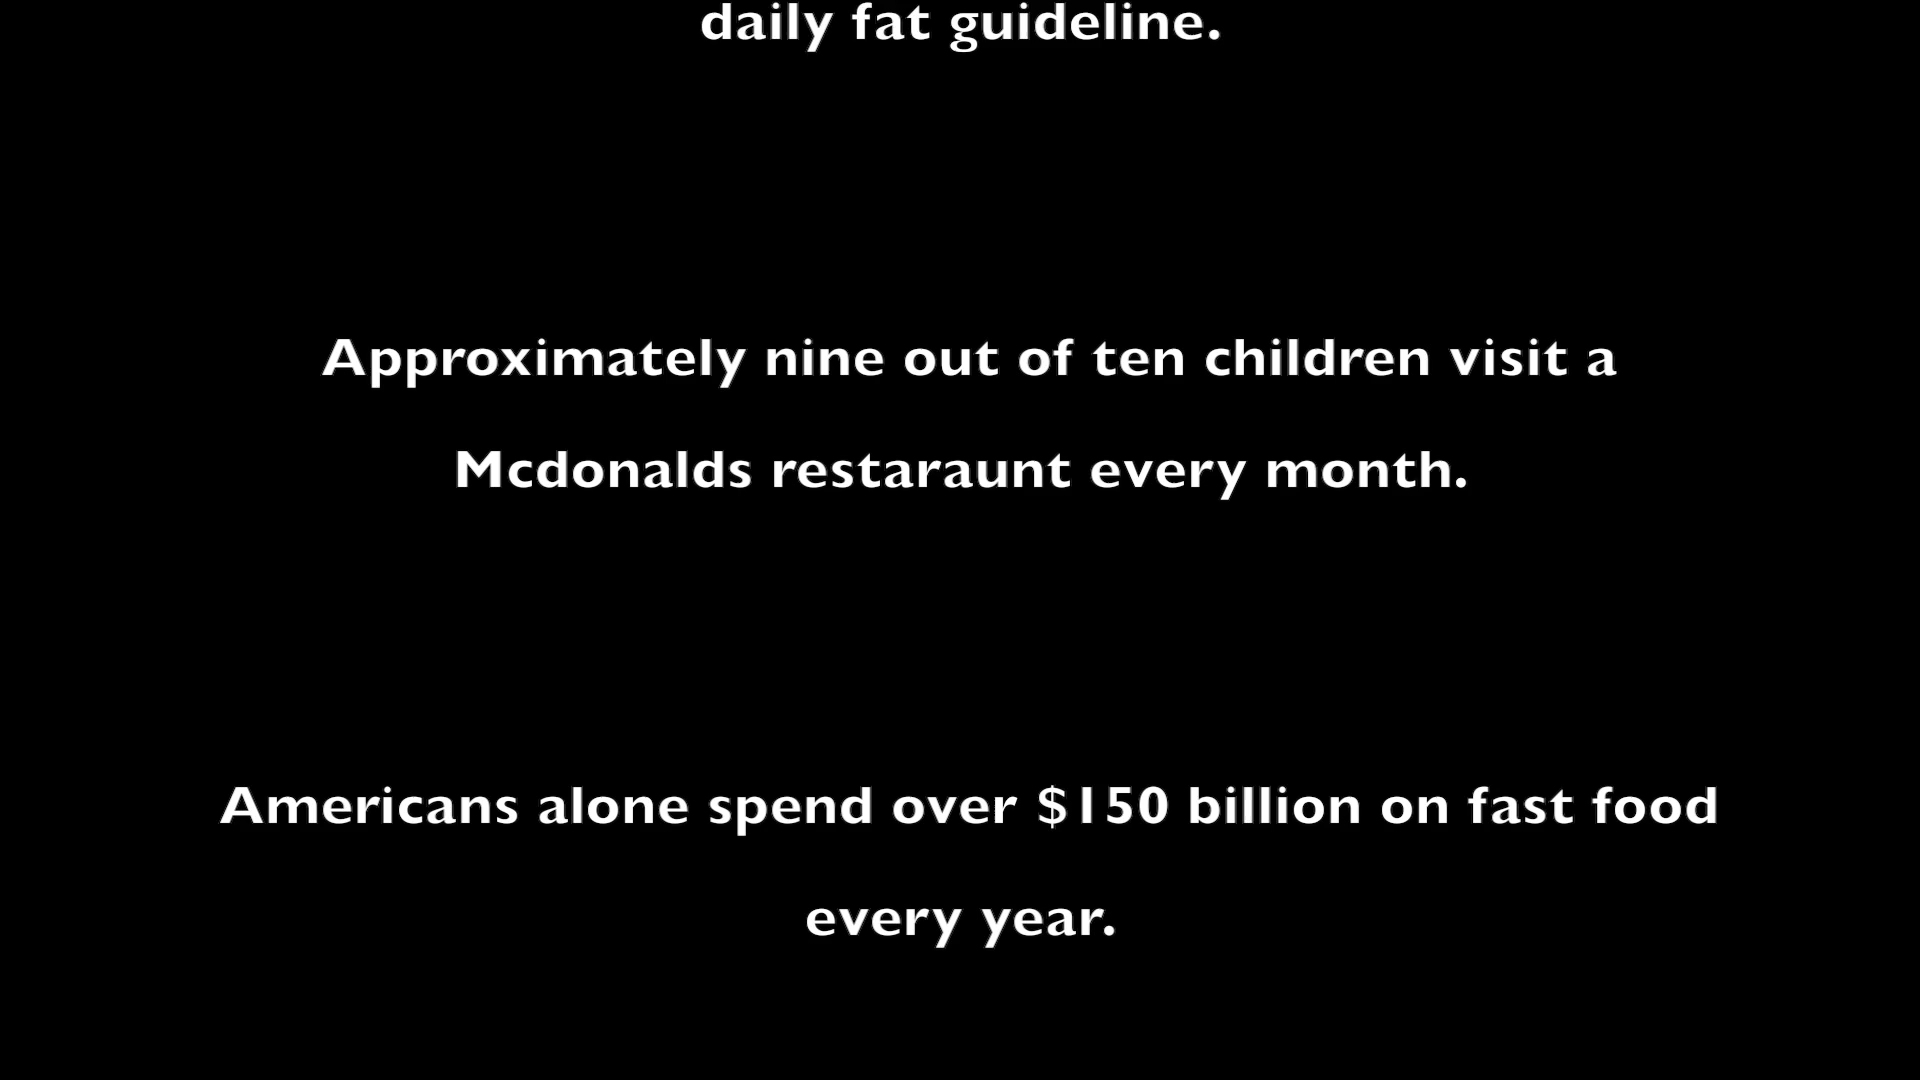 daily fat guideline.
Approximately nine out of ten children visit a
Mcdonalds restaraunt every month.
Americans alone spend over $150 billion on fast food
every year.